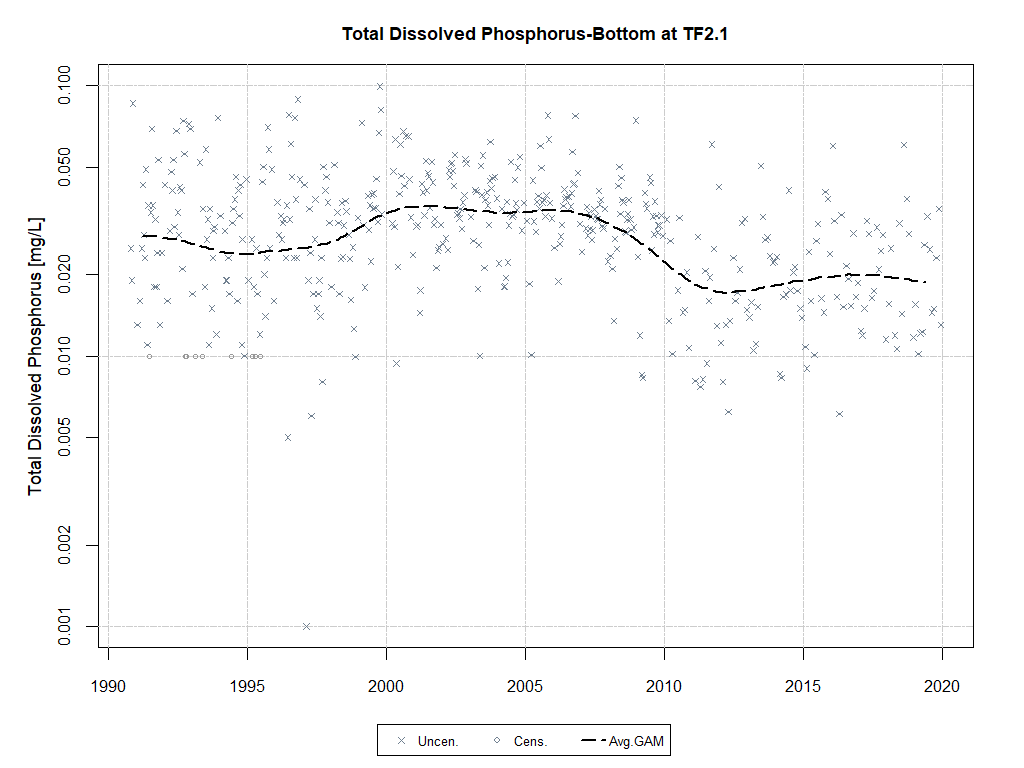 Total Dissolved Phosphorus-Bottom at TF2.1
Total Dissolved Phosphorus [mg/L]
0.100
0.050
0.020
0.010
0.005
0.002
0.001
1990 1995 2000 2005 2010 2015 2020
Uncen. Cens. Avg.GAM